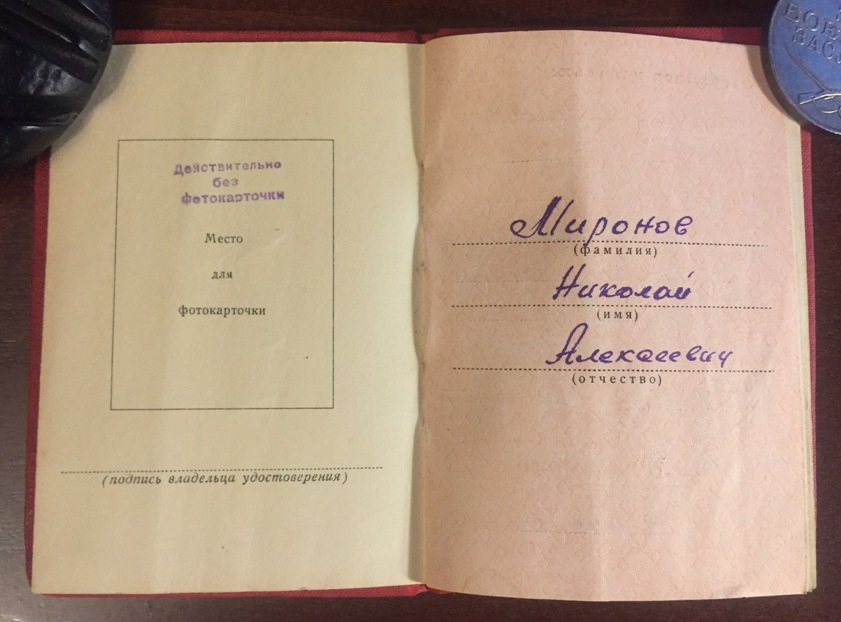 Действительно
без
фотокарточки
Место
для
фотокарточки
(подпись владельца удостоверения)
Миронов
(фамилия)
Николай
(имя)
Алексеевич
(отчество)